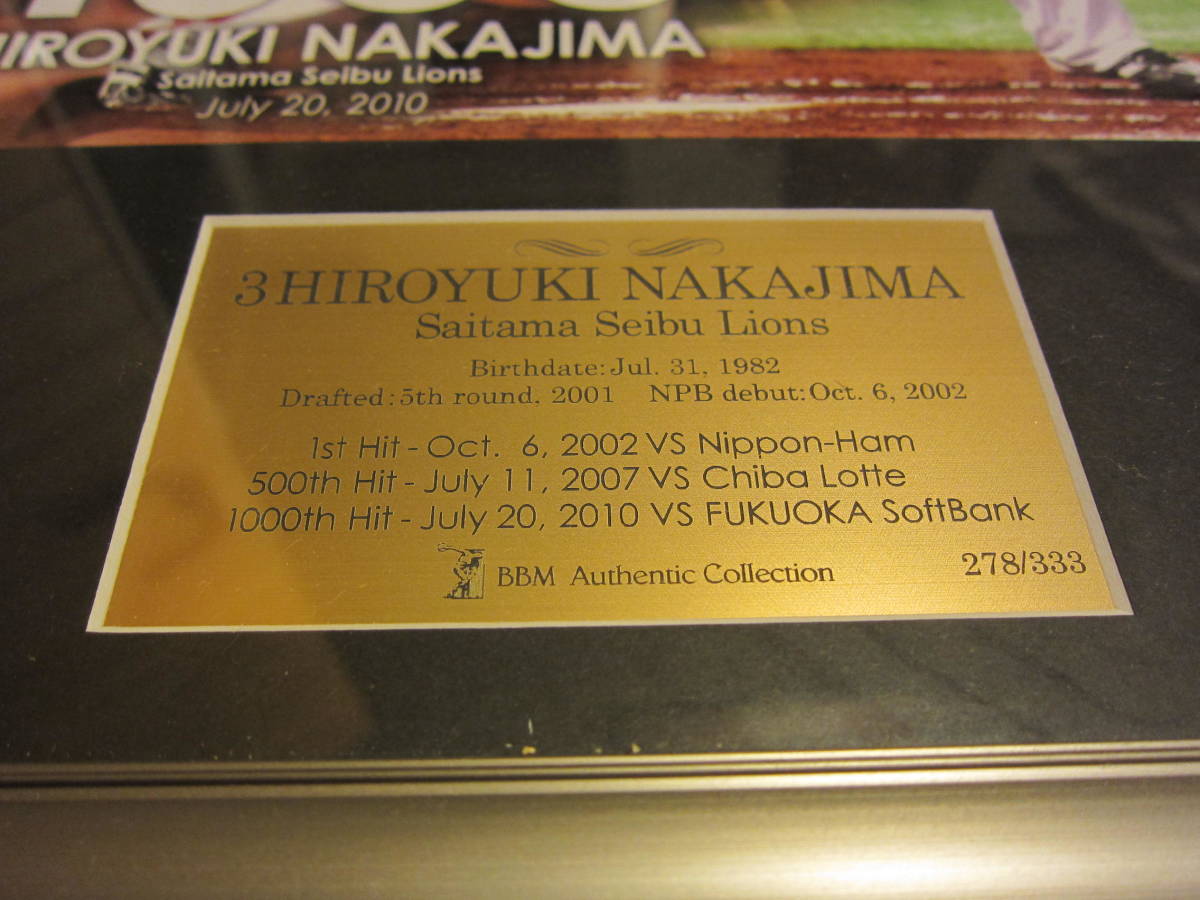 HIROYUKI NAKAJIMA
Saitama Seibu Lions
July 20, 2010
3 HIROYUKI NAKAJIMA
Saitama Seibu Lions
Birthdate:Jul. 31, 1982
Drafted:5th round, 2001 NPB debut:Oct. 6, 2002
1st Hit - Oct. 6, 2002 VS Nippon-Ham
500th Hit - July 11, 2007 VS Chiba Lotte
1000th Hit - July 20, 2010 VS FUKUOKA SoftBank
BBM Authentic Collection 278/333